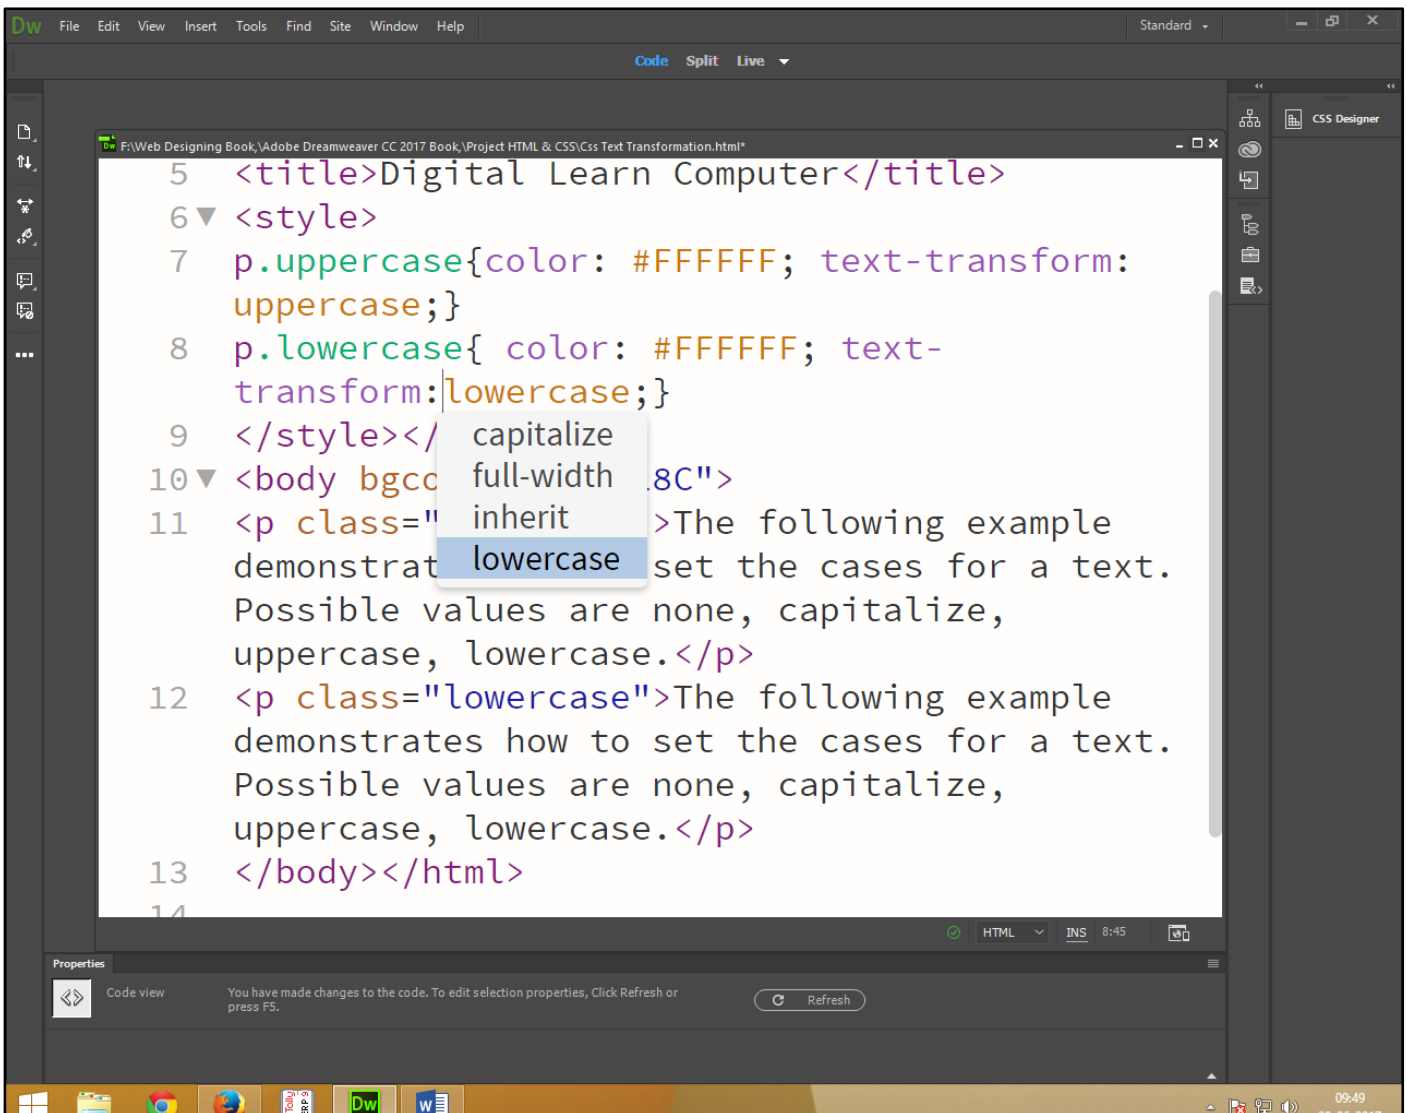 Dw File Edit View Insert Tools Find Site Window Help Standard
Code Split Live
CSS Designer
Dw F:\Web Designing Book,\Adobe Dreamweaver CC 2017 Book,\Project HTML & CSS\Css Text Transformation.html*
5 <title>Digital Learn Computer</title>
6 <style>
7 p.uppercase{color: #FFFFFF; text-transform:
uppercase;}
8 p.lowercase{ color: #FFFFFF; text-
transform:lowercase;}
9 </style></
capitalize
10 <body bgco 8C">
full-width
11 <p class=" >The following example
inherit
demonstrat set the cases for a text.
lowercase
Possible values are none, capitalize,
uppercase, lowercase.</p>
12 <p class="lowercase">The following example
demonstrates how to set the cases for a text.
Possible values are none, capitalize,
uppercase, lowercase.</p>
13 </body></html>
14
HTML INS 8:45
Properties
Code view
You have made changes to the code. To edit selection properties, Click Refresh or
press F5.
Refresh
Tally ERP 9 Dw W
09:49